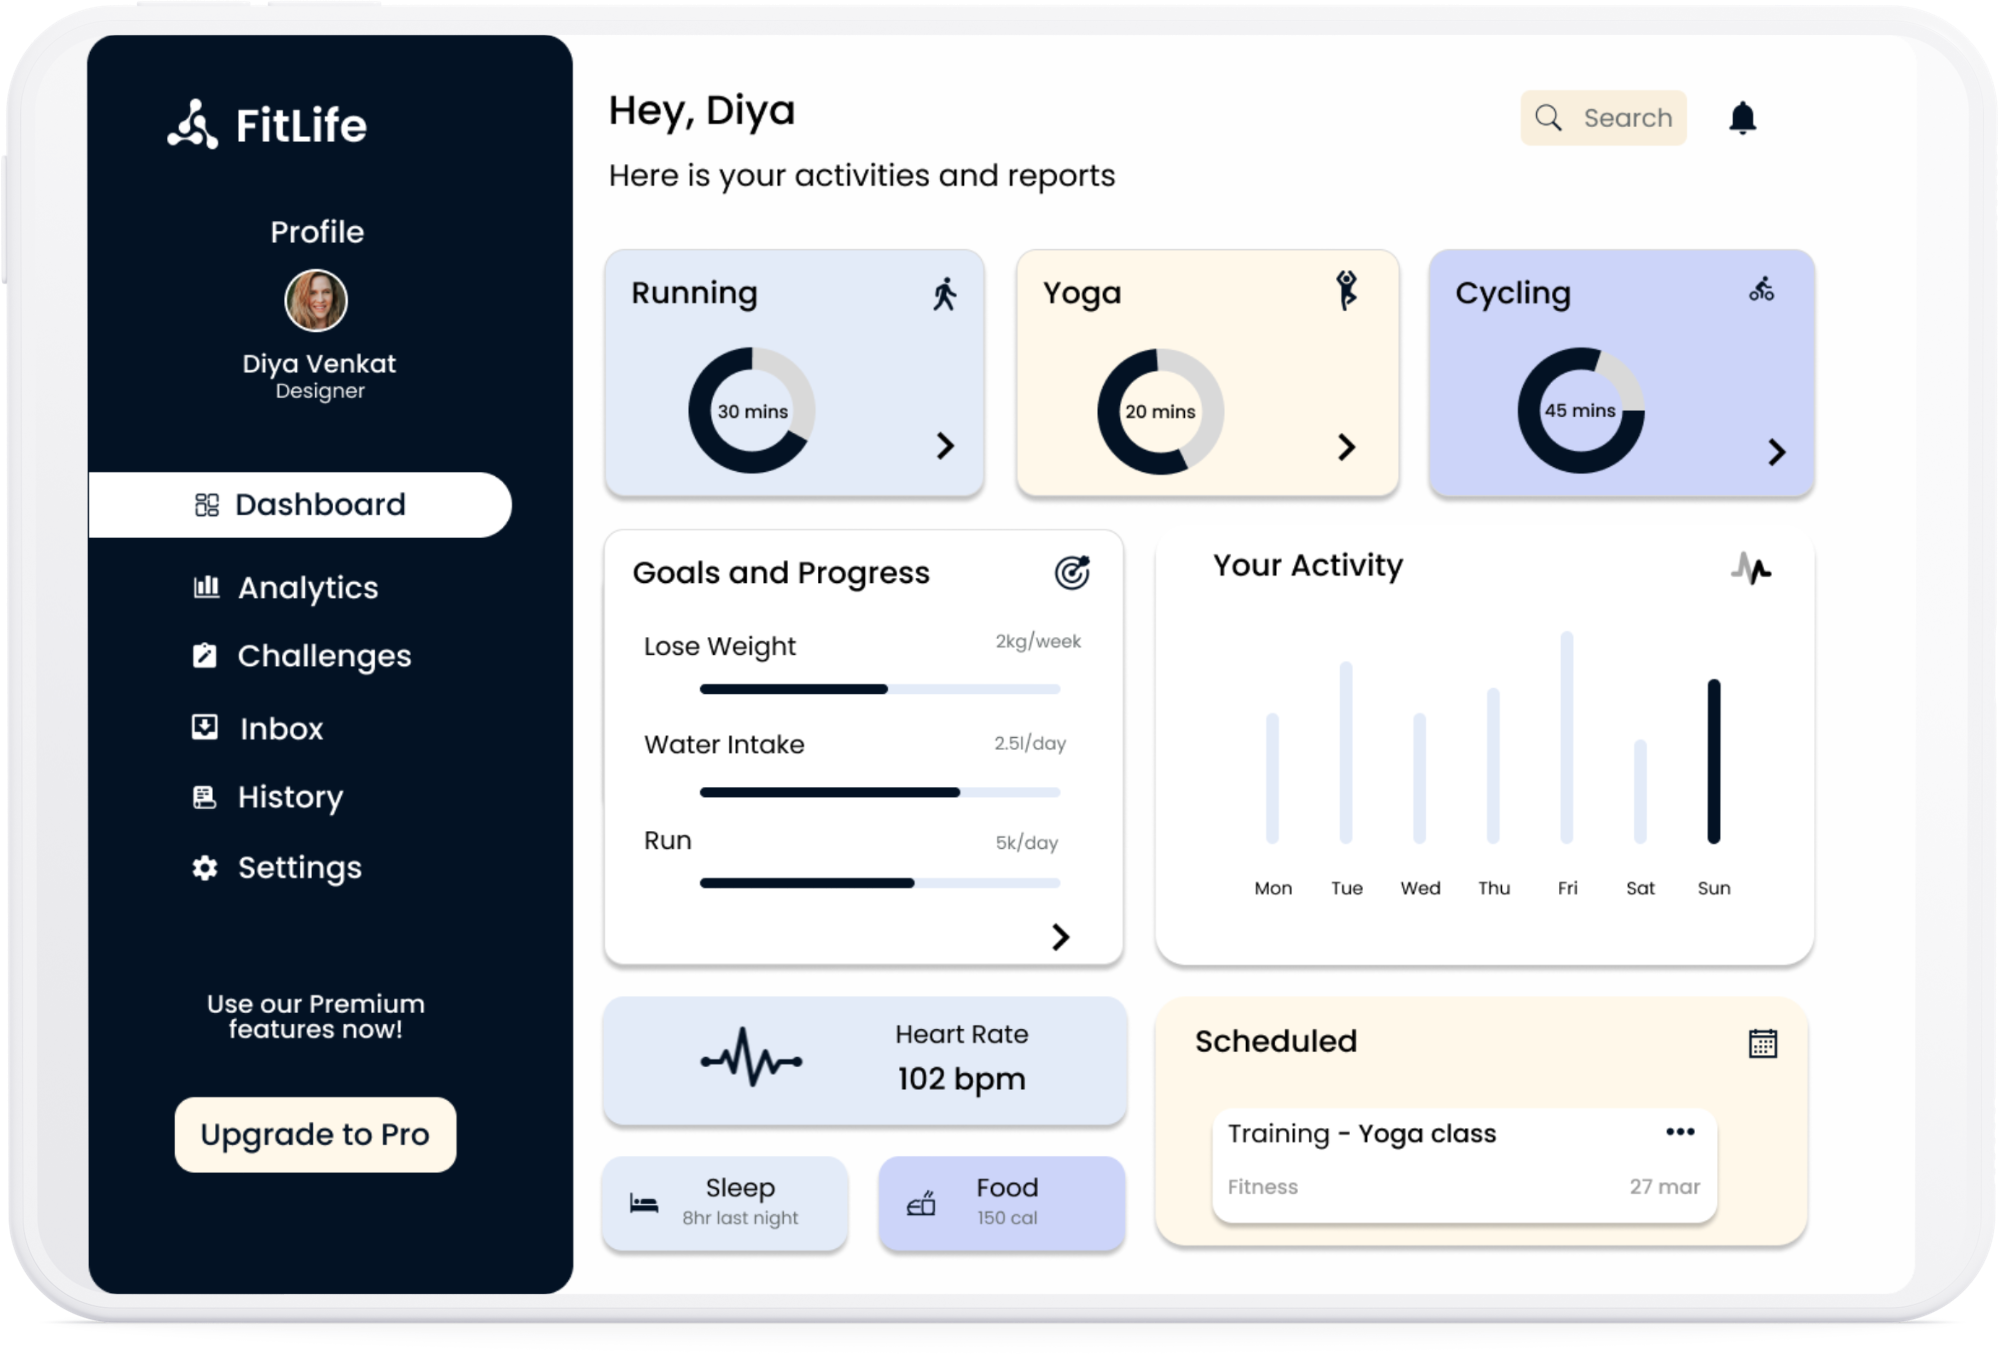 FitLife
Profile
Diya Venkat
Designer
Dashboard
Analytics
Challenges
Inbox
History
Settings
Use our Premium
features now!
Upgrade to Pro
Hey, Diya
Here is your activities and reports
Search
Running
30 mins
Yoga
20 mins
Cycling
45 mins
Goals and Progress
Lose Weight
2kg/week
Water Intake
2.5l/day
Run
5k/day
Your Activity
Mon Tue Wed Thu Fri Sat Sun
Heart Rate
102 bpm
Sleep
8hr last night
Food
150 cal
Scheduled
Training - Yoga class
Fitness
27 mar